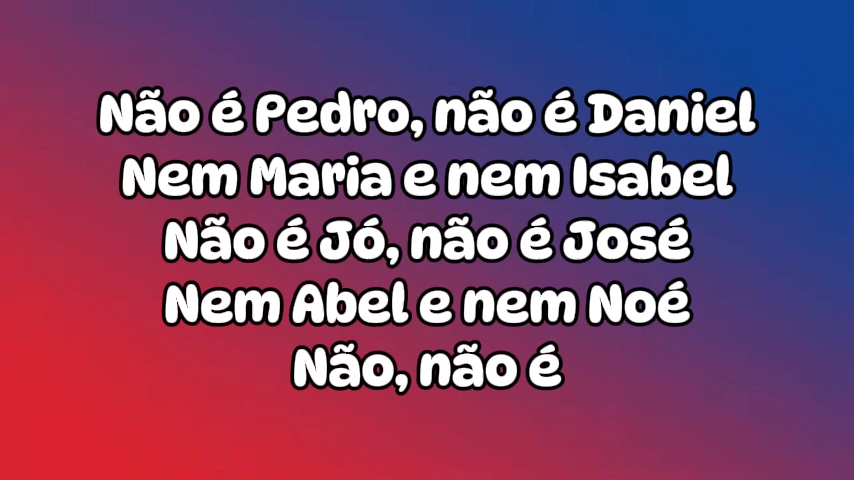 Não é Pedro, não é Daniel
Nem Maria e nem Isabel
Não é Jó, não é José
Nem Abel e nem Noé
Não, não é